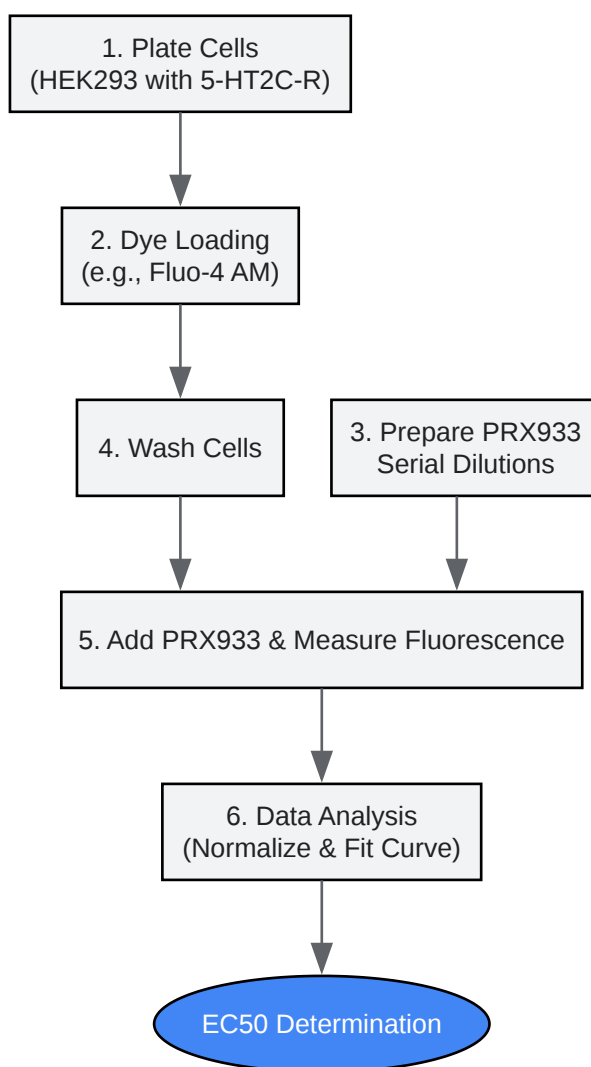 1. Plate Cells
(HEK293 with 5-HT2C-R)
2. Dye Loading
(e.g., Fluo-4 AM)
4. Wash Cells
3. Prepare PRX933
Serial Dilutions
5. Add PRX933 & Measure Fluorescence
6. Data Analysis
(Normalize & Fit Curve)
EC50 Determination